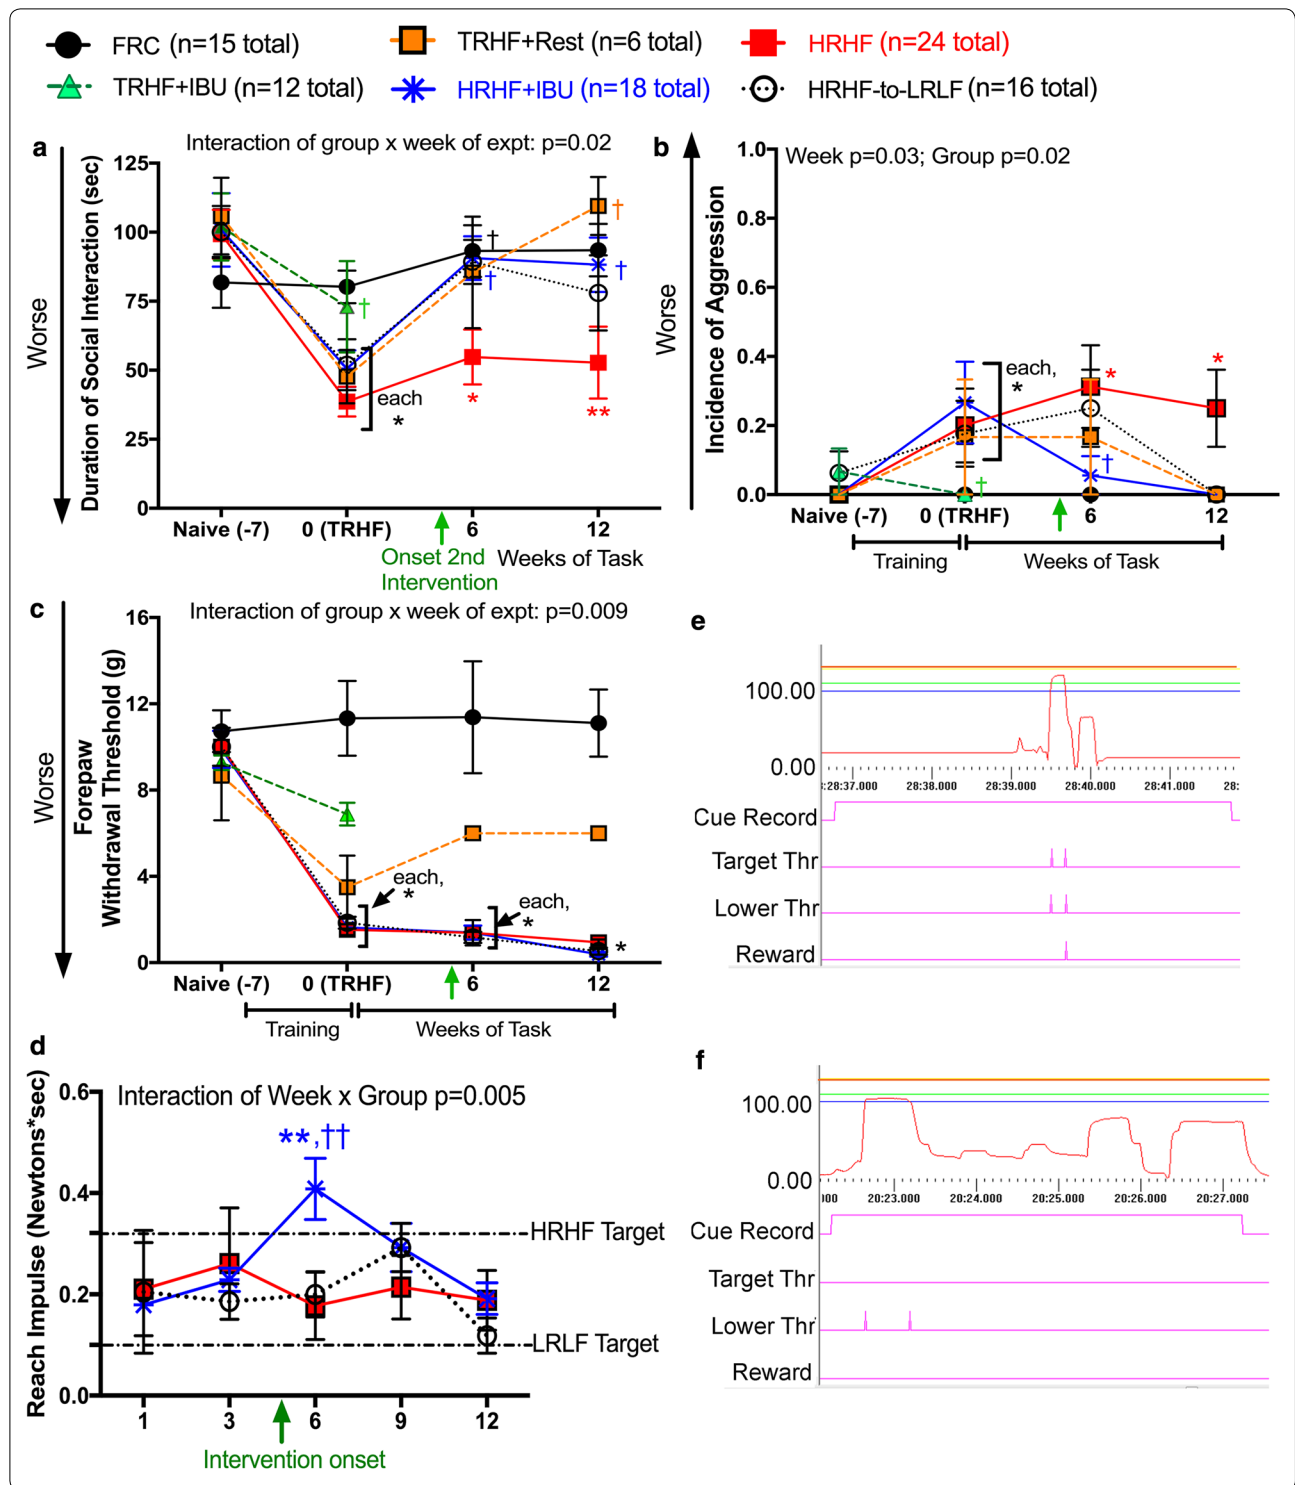 FRC (n=15 total)
TRHF+Rest (n=6 total)
HRHF (n=24 total)
TRHF+IBU (n=12 total)
HRHF+IBU (n=18 total)
HRHF-to-LRLF (n=16 total)
a
Interaction of group x week of expt: p=0.02
Worse
Duration of Social Interaction (sec)
125
100
75
50
25
0
†
†
†
†
†
each
*
*
**
Naive (-7)
0 (TRHF)
6
12
Onset 2nd
Intervention
Weeks of Task
b
Week p=0.03; Group p=0.02
Worse
Incidence of Aggression
1.0
0.8
0.6
0.4
0.2
0.0
each,
*
*
*
†
†
Naive (-7)
0 (TRHF)
6
12
Training
Weeks of Task
c
Interaction of group x week of expt: p=0.009
Worse
Forepaw
Withdrawal Threshold (g)
16
12
8
4
0
each,
*
each,
*
*
Naive (-7)
0 (TRHF)
6
12
Training
Weeks of Task
d
Interaction of Week x Group p=0.005
Reach Impulse (Newtons*sec)
0.6
0.4
0.2
0.0
**,††
HRHF Target
LRLF Target
1
3
6
9
12
Intervention onset
e
100.00
0.00
:28:37.000
28:38.000
28:39.000
28:40.000
28:41.000
28:
Cue Record
Target Thr
Lower Thr
Reward
f
100.00
0.00
000
20:23.000
20:24.000
20:25.000
20:26.000
20:27.000
Cue Record
Target Thr
Lower Thr
Reward